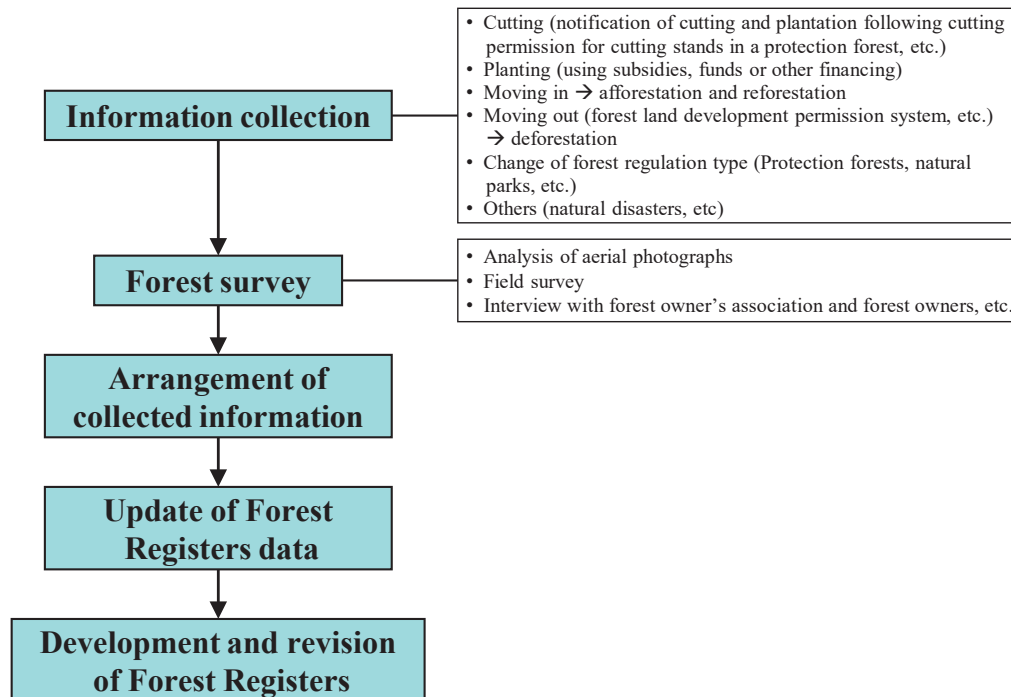 Information collection
• Cutting (notification of cutting and plantation following cutting
permission for cutting stands in a protection forest, etc.)
• Planting (using subsidies, funds or other financing)
• Moving in → afforestation and reforestation
• Moving out (forest land development permission system, etc.)
→ deforestation
• Change of forest regulation type (Protection forests, natural
parks, etc.)
• Others (natural disasters, etc)
Forest survey
• Analysis of aerial photographs
• Field survey
• Interview with forest owner’s association and forest owners, etc.
Arrangement of
collected information
Update of Forest
Registers data
Development and revision
of Forest Registers